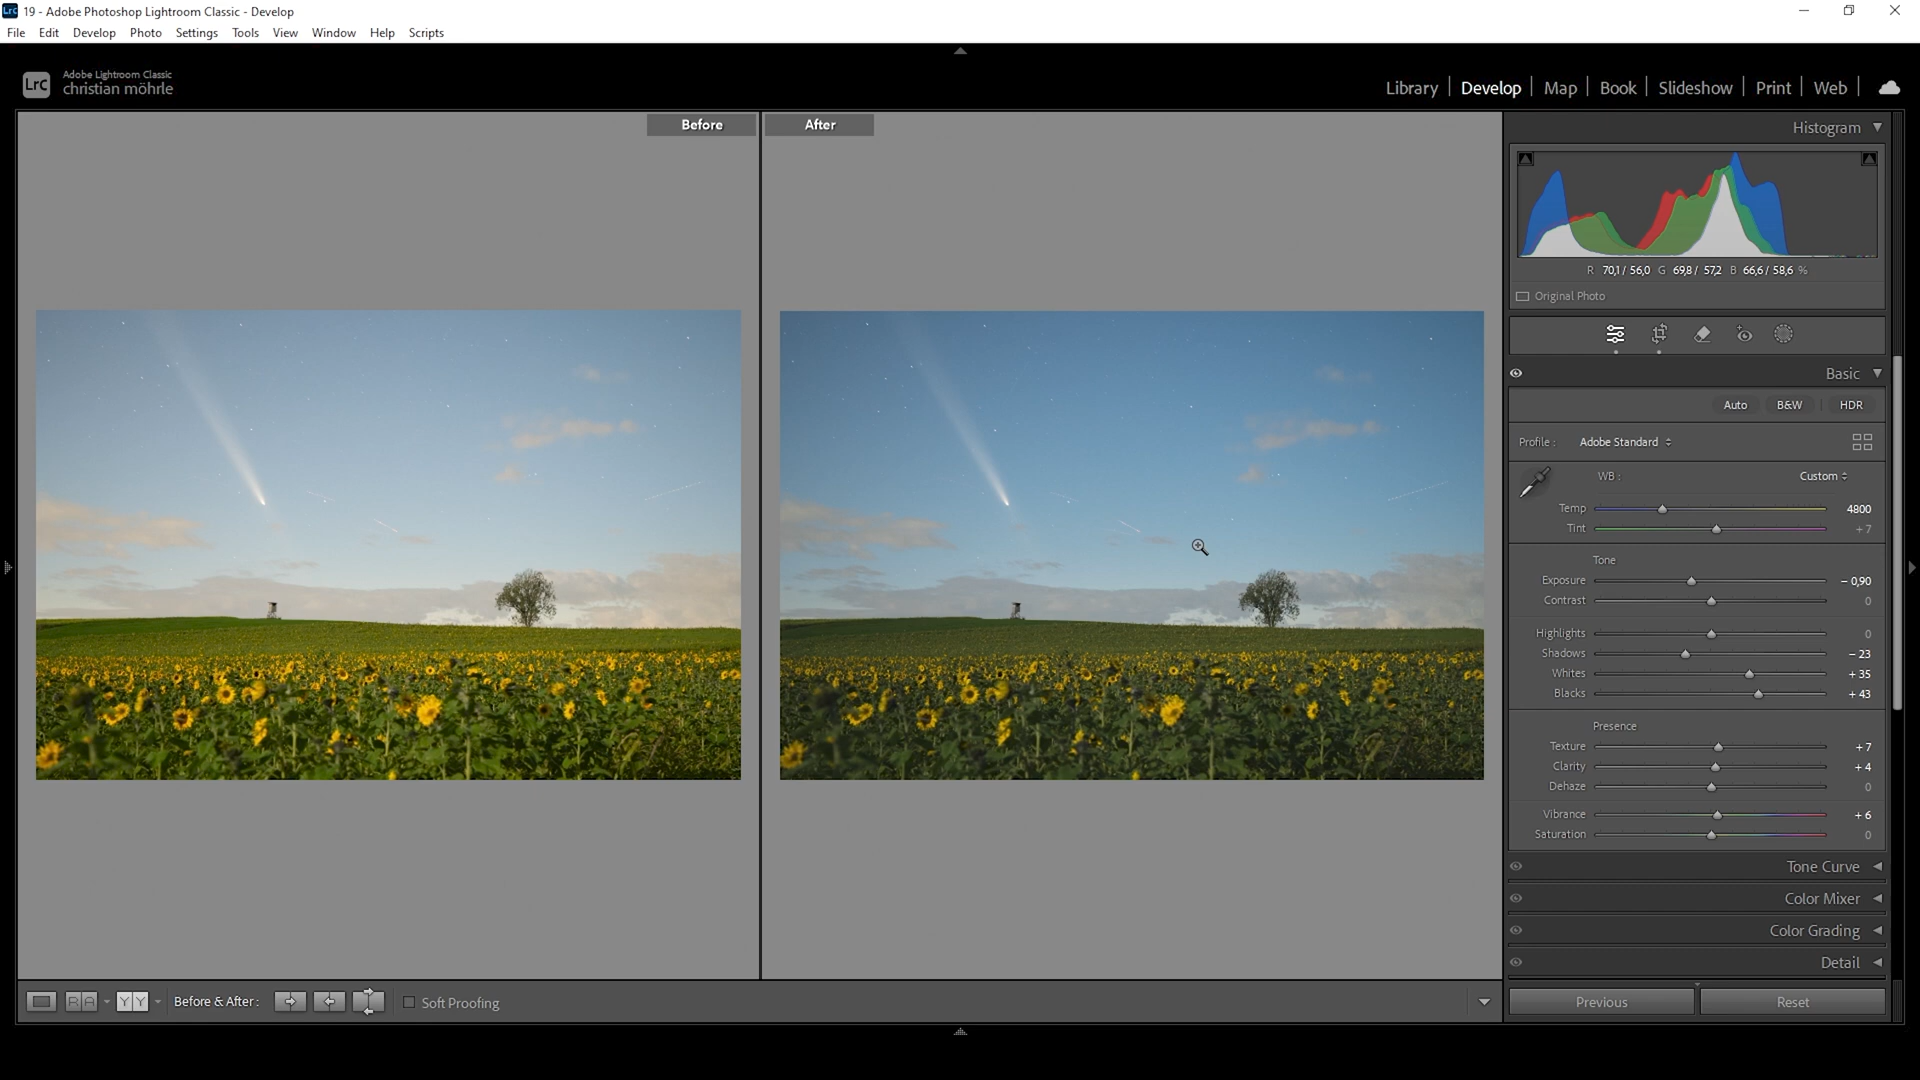 19 - Adobe Photoshop Lightroom Classic - Develop
File Edit Develop Photo Settings Tools View Window Help Scripts
LrC Adobe Lightroom Classic
christian möhrle
Library Develop Map Book Slideshow Print Web
Before After
Histogram
R 70,1 / 56,0 G 69,8 / 57,2 B 66,6 / 58,6 %
Original Photo
Basic
Auto B&W HDR
Profile : Adobe Standard
WB : Custom
Temp 4800
Tint + 7
Tone
Exposure – 0,90
Contrast 0
Highlights 0
Shadows – 23
Whites + 35
Blacks + 43
Presence
Texture + 7
Clarity + 4
Dehaze 0
Vibrance + 6
Saturation 0
Tone Curve
Color Mixer
Color Grading
Detail
R A Y Y Before & After : Soft Proofing
Previous Reset